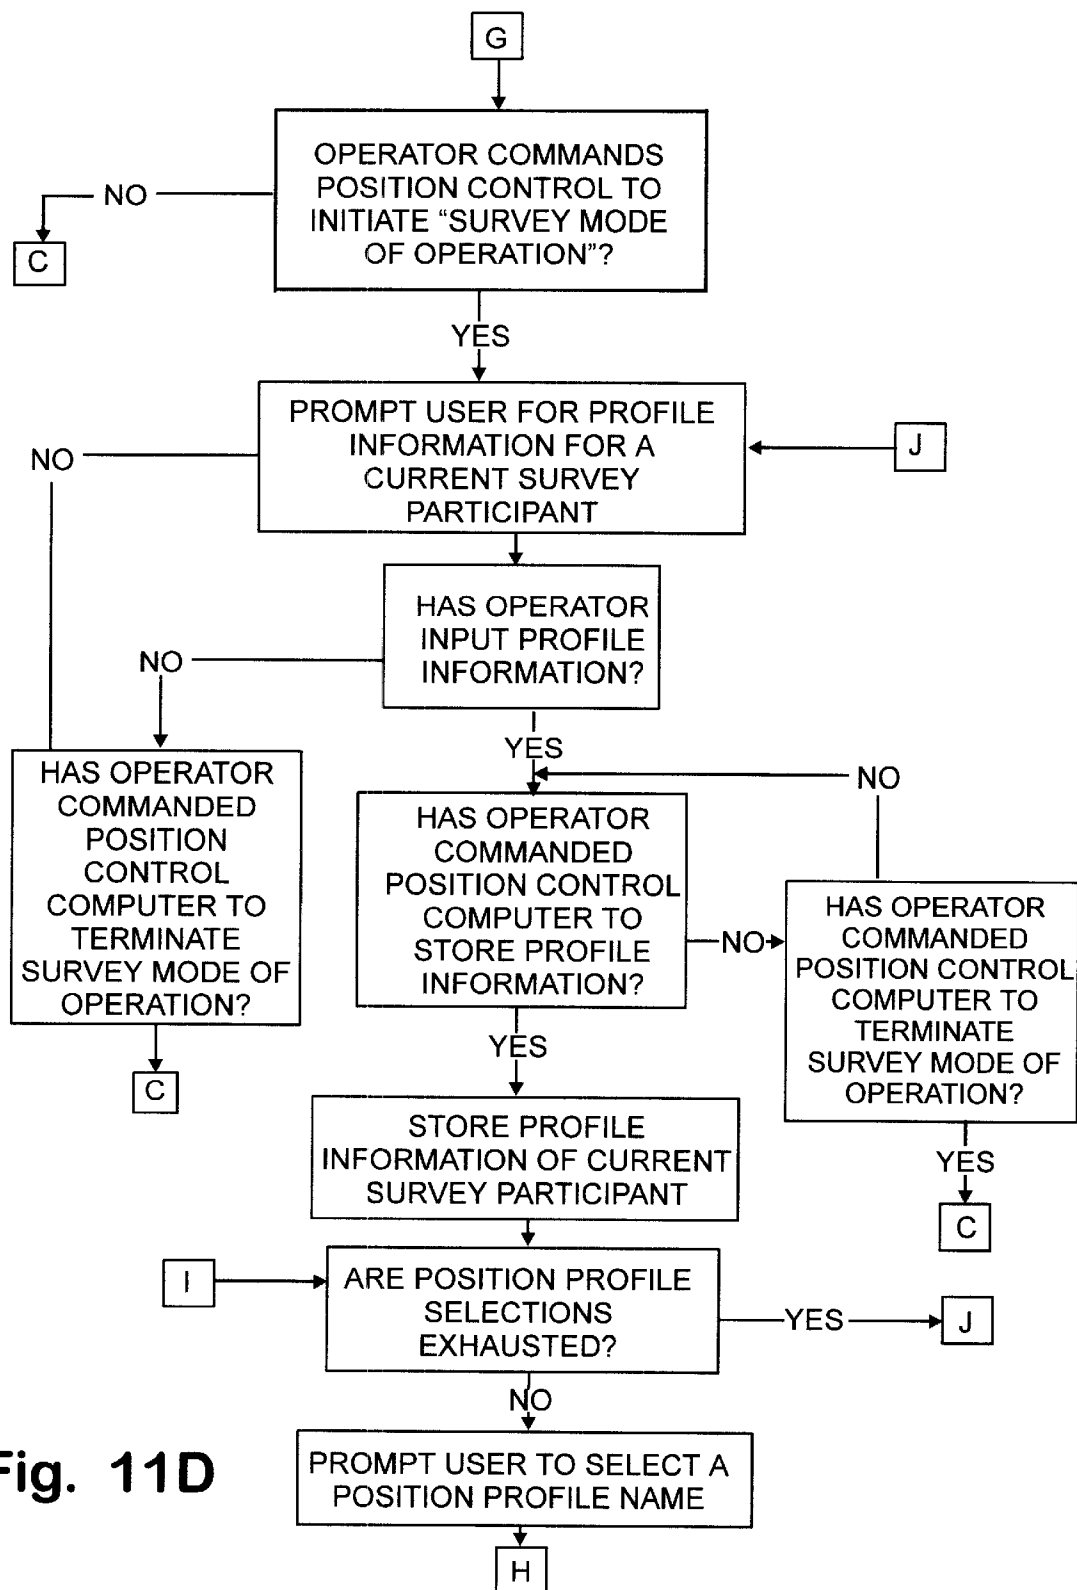 G
OPERATOR COMMANDS
POSITION CONTROL TO
INITIATE “SURVEY MODE
OF OPERATION”?
NO
C
YES
PROMPT USER FOR PROFILE
INFORMATION FOR A
CURRENT SURVEY
PARTICIPANT
NO
J
HAS OPERATOR
INPUT PROFILE
INFORMATION?
NO
YES
NO
HAS OPERATOR
COMMANDED
POSITION
CONTROL
COMPUTER TO
TERMINATE
SURVEY MODE OF
OPERATION?
C
HAS OPERATOR
COMMANDED
POSITION CONTROL
COMPUTER TO
STORE PROFILE
INFORMATION?
NO
HAS OPERATOR
COMMANDED
POSITION CONTROL
COMPUTER TO
TERMINATE
SURVEY MODE OF
OPERATION?
YES
YES
C
STORE PROFILE
INFORMATION OF CURRENT
SURVEY PARTICIPANT
I
ARE POSITION PROFILE
SELECTIONS
EXHAUSTED?
YES
J
NO
PROMPT USER TO SELECT A
POSITION PROFILE NAME
H
Fig. 11D